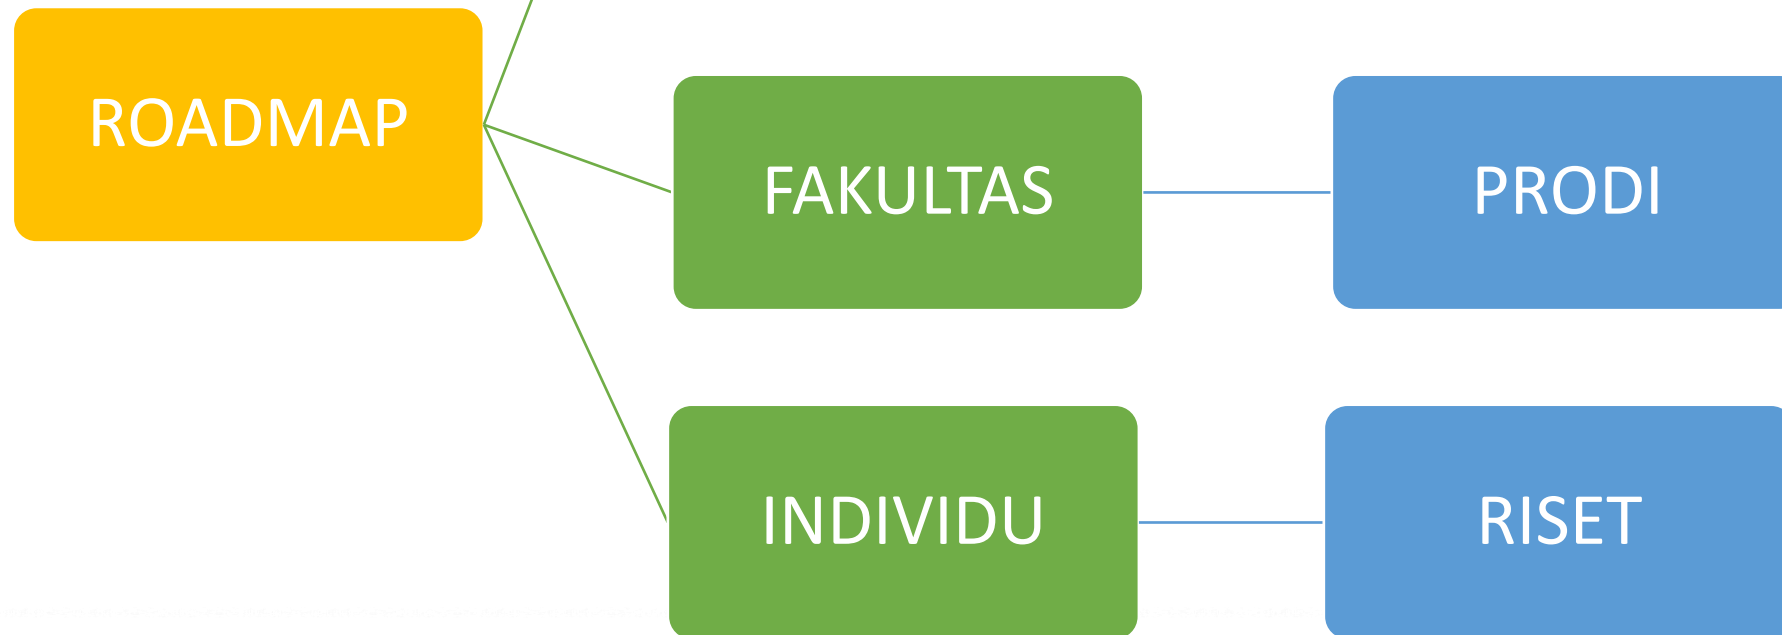 ROADMAP
FAKULTAS
PRODI
INDIVIDU
RISET